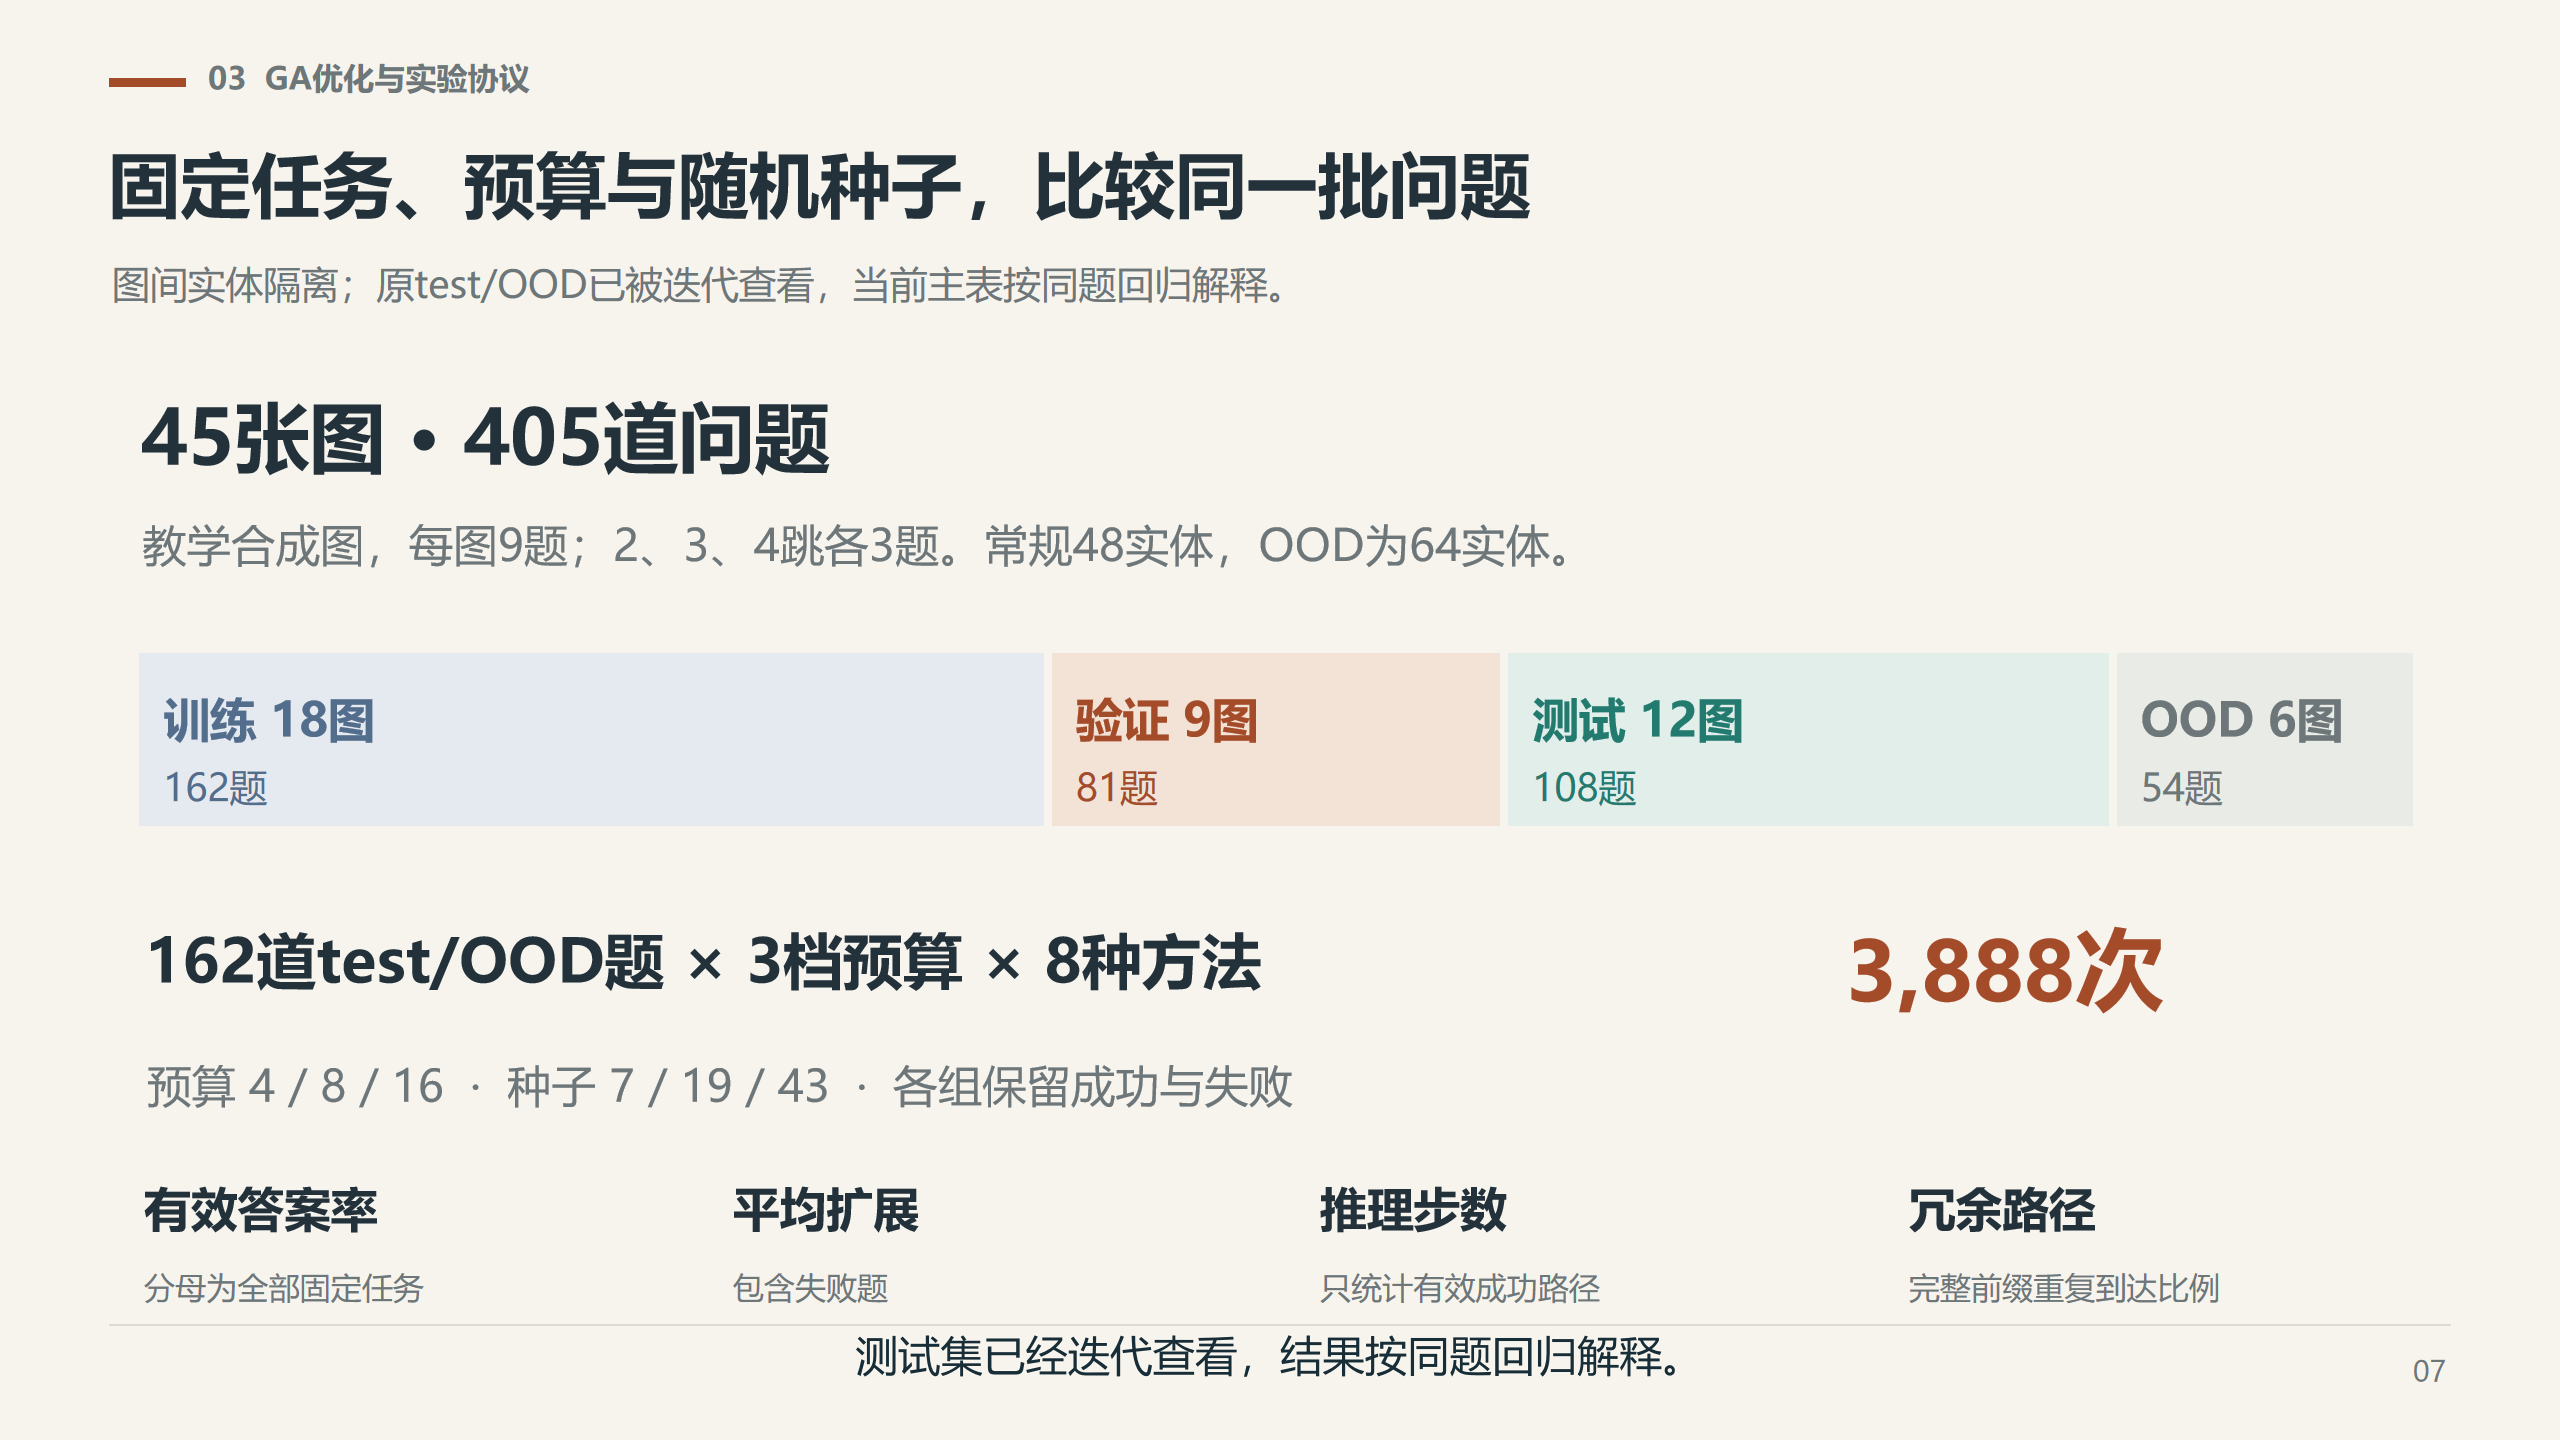 03 GA优化与实验协议
固定任务、预算与随机种子，比较同一批问题
图间实体隔离；原test/OOD已被迭代查看，当前主表按同题回归解释。
45张图·405道问题
教学合成图，每图9题；2、3、4跳各3题。常规48实体，OOD为64实体。
训练 18图
162题
验证 9图
81题
测试 12图
108题
OOD 6图
54题
162道test/OOD题 × 3档预算 × 8种方法
3,888次
预算 4 / 8 / 16 · 种子 7 / 19 / 43 · 各组保留成功与失败
有效答案率
分母为全部固定任务
平均扩展
包含失败题
推理步数
只统计有效成功路径
冗余路径
完整前缀重复到达比例
测试集已经迭代查看，结果按同题回归解释。
07